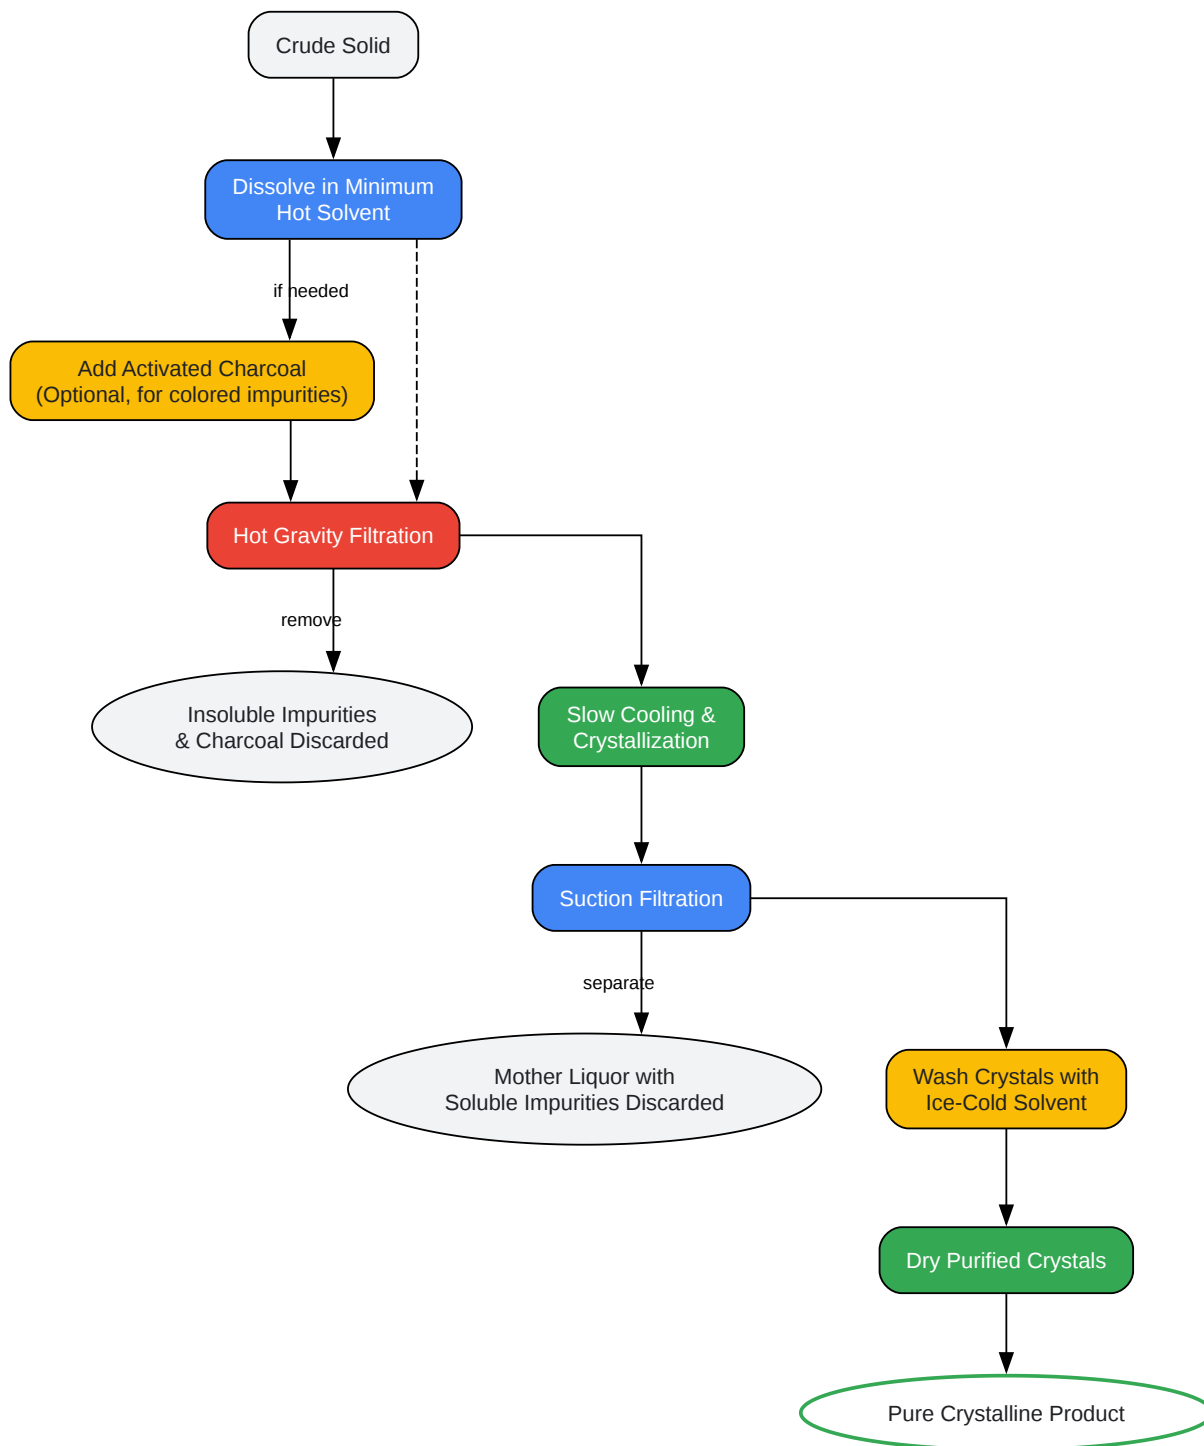 Crude Solid
Dissolve in Minimum
Hot Solvent
if needed
Add Activated Charcoal
(Optional, for colored impurities)
Hot Gravity Filtration
remove
Insoluble Impurities
& Charcoal Discarded
Slow Cooling &
Crystallization
Suction Filtration
separate
Mother Liquor with
Soluble Impurities Discarded
Wash Crystals with
Ice-Cold Solvent
Dry Purified Crystals
Pure Crystalline Product